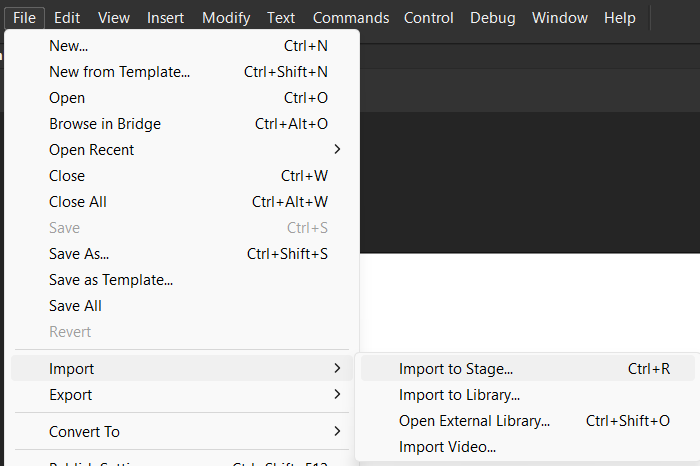 File Edit View Insert Modify Text Commands Control Debug Window Help
New... Ctrl+N
New from Template... Ctrl+Shift+N
Open Ctrl+O
Browse in Bridge Ctrl+Alt+O
Open Recent
Close Ctrl+W
Close All Ctrl+Alt+W
Save Ctrl+S
Save As... Ctrl+Shift+S
Save as Template...
Save All
Revert
Import
Export
Convert To
Import to Stage... Ctrl+R
Import to Library...
Open External Library... Ctrl+Shift+O
Import Video...